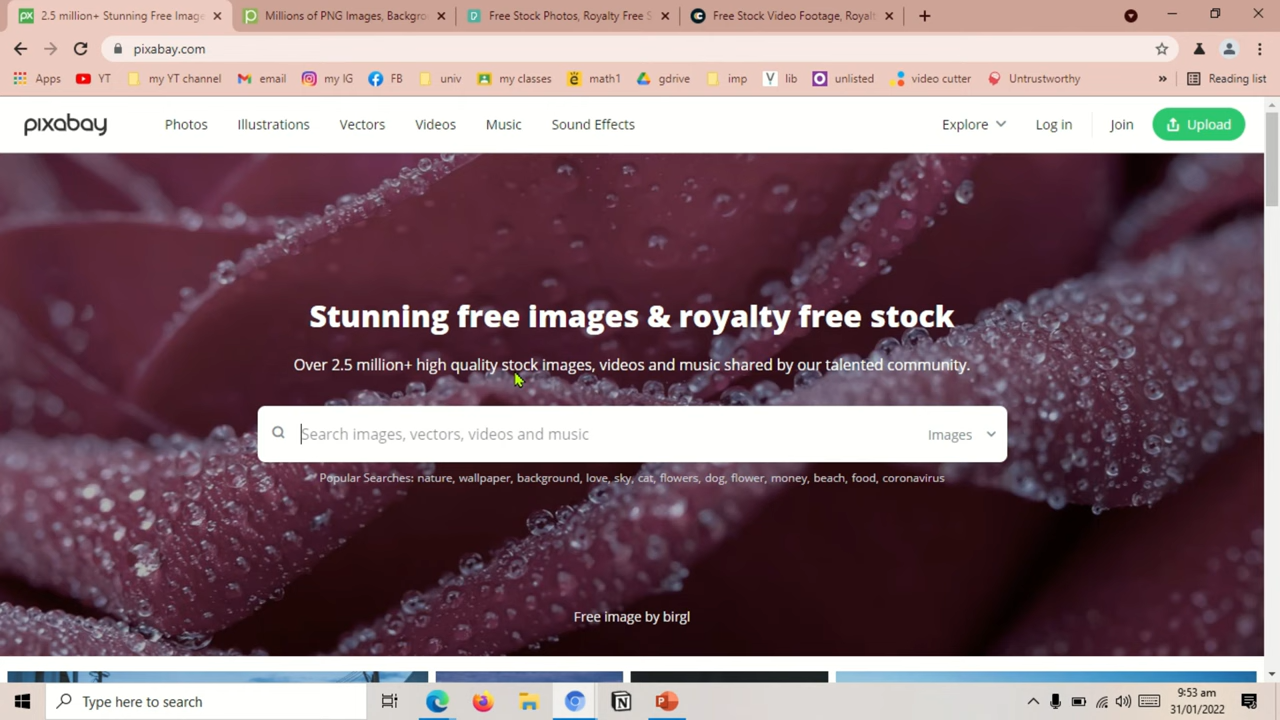 2.5 million+ Stunning Free Image
Millions of PNG Images, Backgro
Free Stock Photos, Royalty Free S
Free Stock Video Footage, Royalt
pixabay.com
Apps YT my YT channel email my IG FB univ my classes math1 gdrive imp lib unlisted video cutter Untrustworthy » Reading list
pixabay Photos Illustrations Vectors Videos Music Sound Effects Explore Log in Join Upload
Stunning free images & royalty free stock
Over 2.5 million+ high quality stock images, videos and music shared by our talented community.
Search images, vectors, videos and music Images
Popular Searches: nature, wallpaper, background, love, sky, cat, flowers, dog, flower, money, beach, food, coronavirus
Free image by birgl
Type here to search
9:53 am
31/01/2022